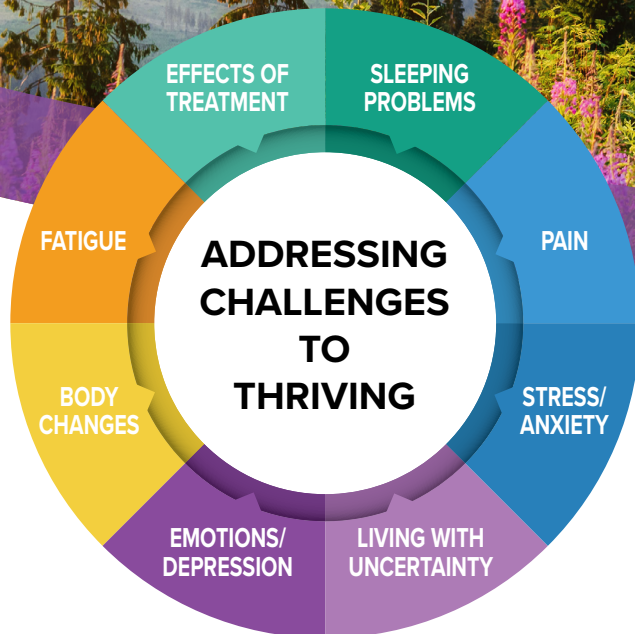 EFFECTS OF
TREATMENT
SLEEPING
PROBLEMS
PAIN
STRESS/
ANXIETY
LIVING WITH
UNCERTAINTY
EMOTIONS/
DEPRESSION
BODY
CHANGES
FATIGUE
ADDRESSING
CHALLENGES
TO
THRIVING